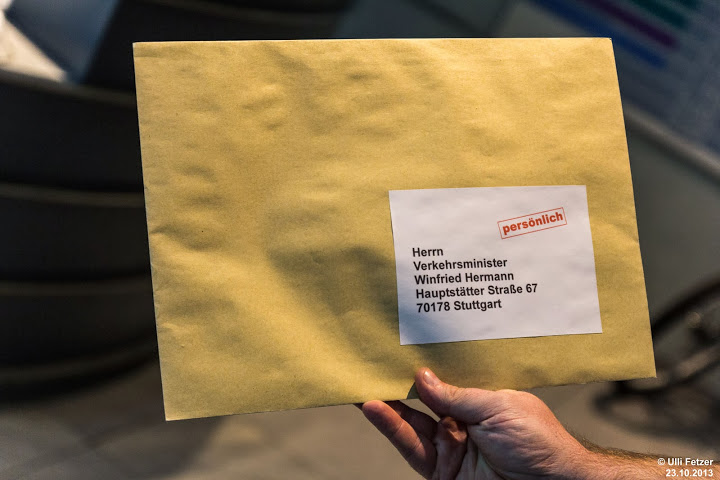 persönlich
Herrn
Verkehrsminister
Winfried Hermann
Hauptstätter Straße 67
70178 Stuttgart
© Ulli Fetzer
23.10.2013